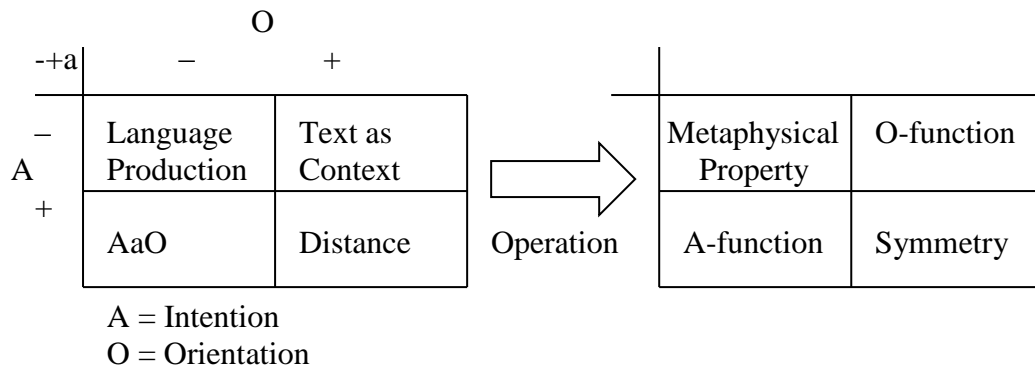 O
-+a – +
– Language Text as Metaphysical O-function
A Production Context Property
+ AaO Distance Operation A-function Symmetry
A = Intention
O = Orientation